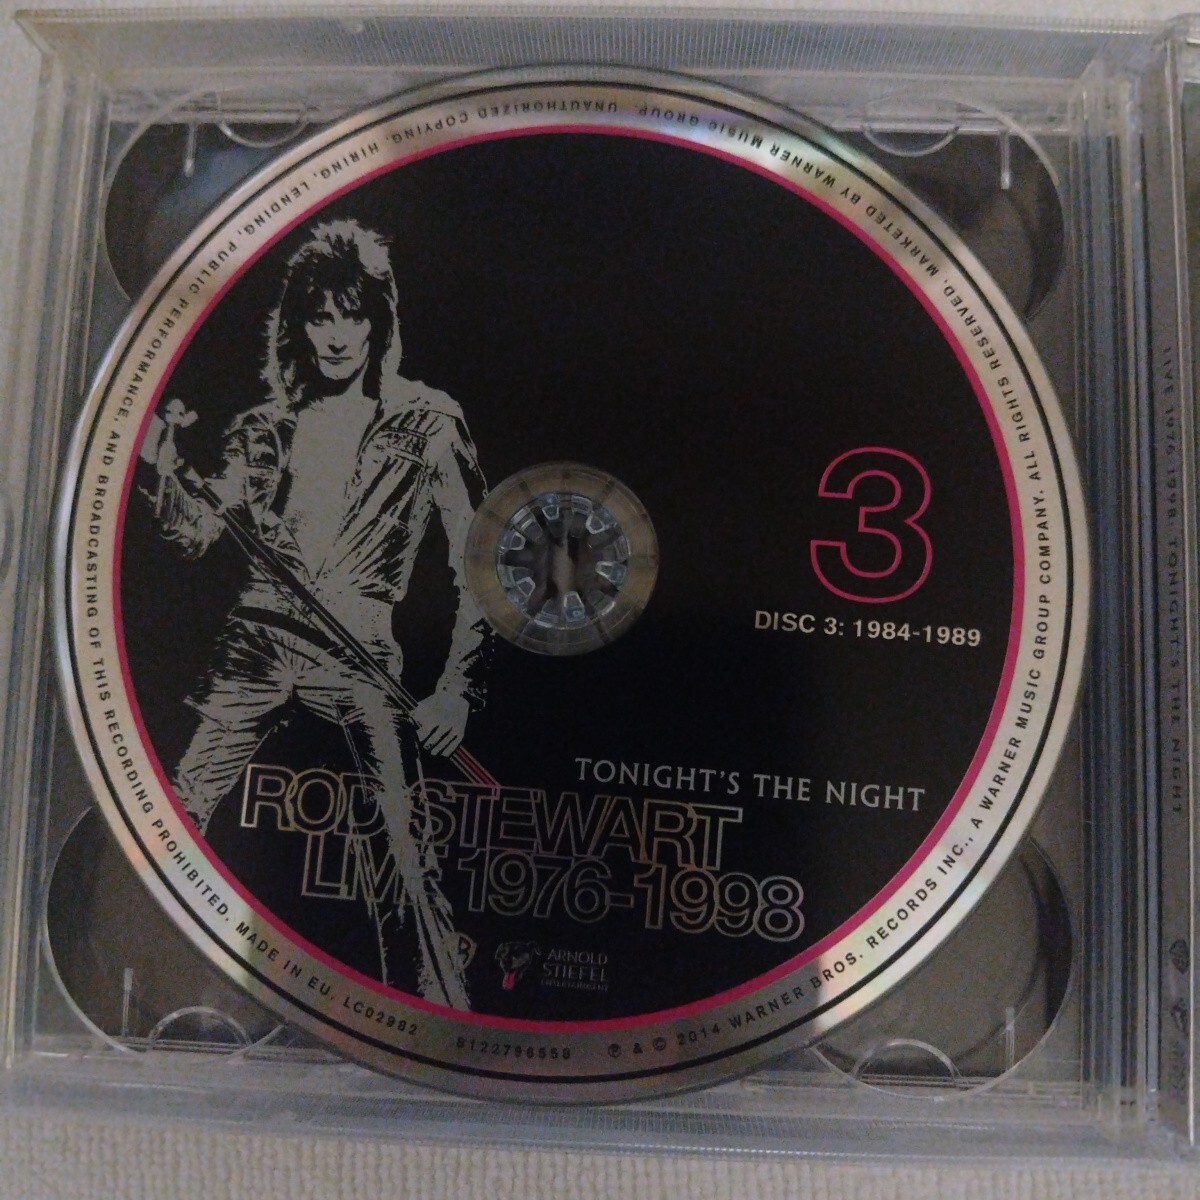 3
DISC 3: 1984-1989
TONIGHT'S THE NIGHT
ROD STEWART
LIVE 1976-1998
ARNOLD
STIEFEL
ENTERTAINMENT
℗ & © 2014 WARNER BROS. RECORDS INC., A WARNER MUSIC GROUP COMPANY. ALL RIGHTS RESERVED. MARKETED BY WARNER MUSIC GROUP. UNAUTHORIZED COPYING, HIRING, LENDING, PUBLIC PERFORMANCE, AND BROADCASTING OF THIS RECORDING PROHIBITED. MADE IN EU. LC02982
8122796558
LIVE 1976-1998: TONIGHT'S THE NIGHT